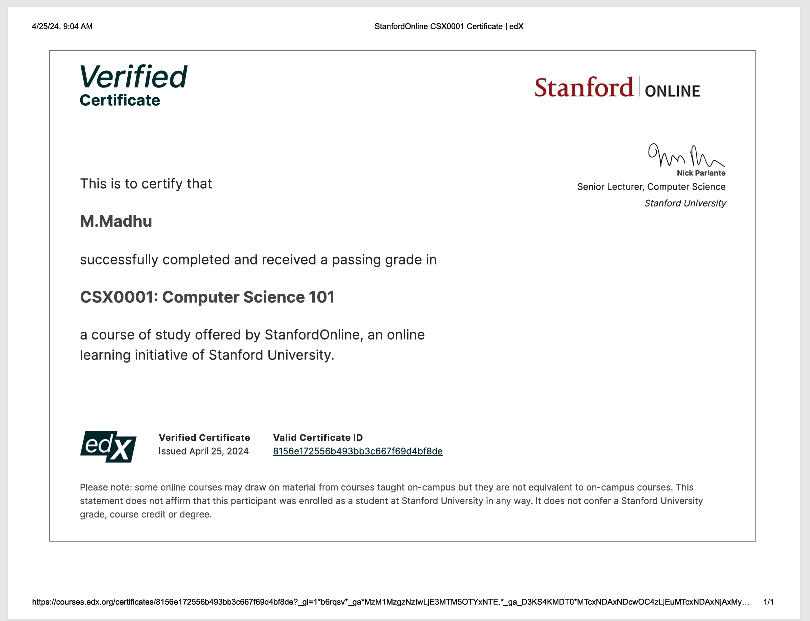 4/25/24, 9:04 AM
StanfordOnline CSX0001 Certificate | edX
Verified
Certificate
Stanford | ONLINE
Nick Parlante
Senior Lecturer, Computer Science
Stanford University
This is to certify that
M.Madhu
successfully completed and received a passing grade in
CSX0001: Computer Science 101
a course of study offered by StanfordOnline, an online
learning initiative of Stanford University.
edX
Verified Certificate
Issued April 25, 2024
Valid Certificate ID
8156e172556b493bb3c667f69d4bf8de
Please note: some online courses may draw on material from courses taught on-campus but they are not equivalent to on-campus courses. This
statement does not affirm that this participant was enrolled as a student at Stanford University in any way. It does not confer a Stanford University
grade, course credit or degree.
https://courses.edx.org/certificates/8156e172556b493bb3c667f69d4bf8de?_gl=1*b6rqsv*_ga*MzM1MzgzNzIwLjE3MTM5OTYxNTE.*_ga_D3KS4KMDT0*MTcxNDAxNDcwOC4zLjEuMTcxNDAxNjAxMy…
1/1